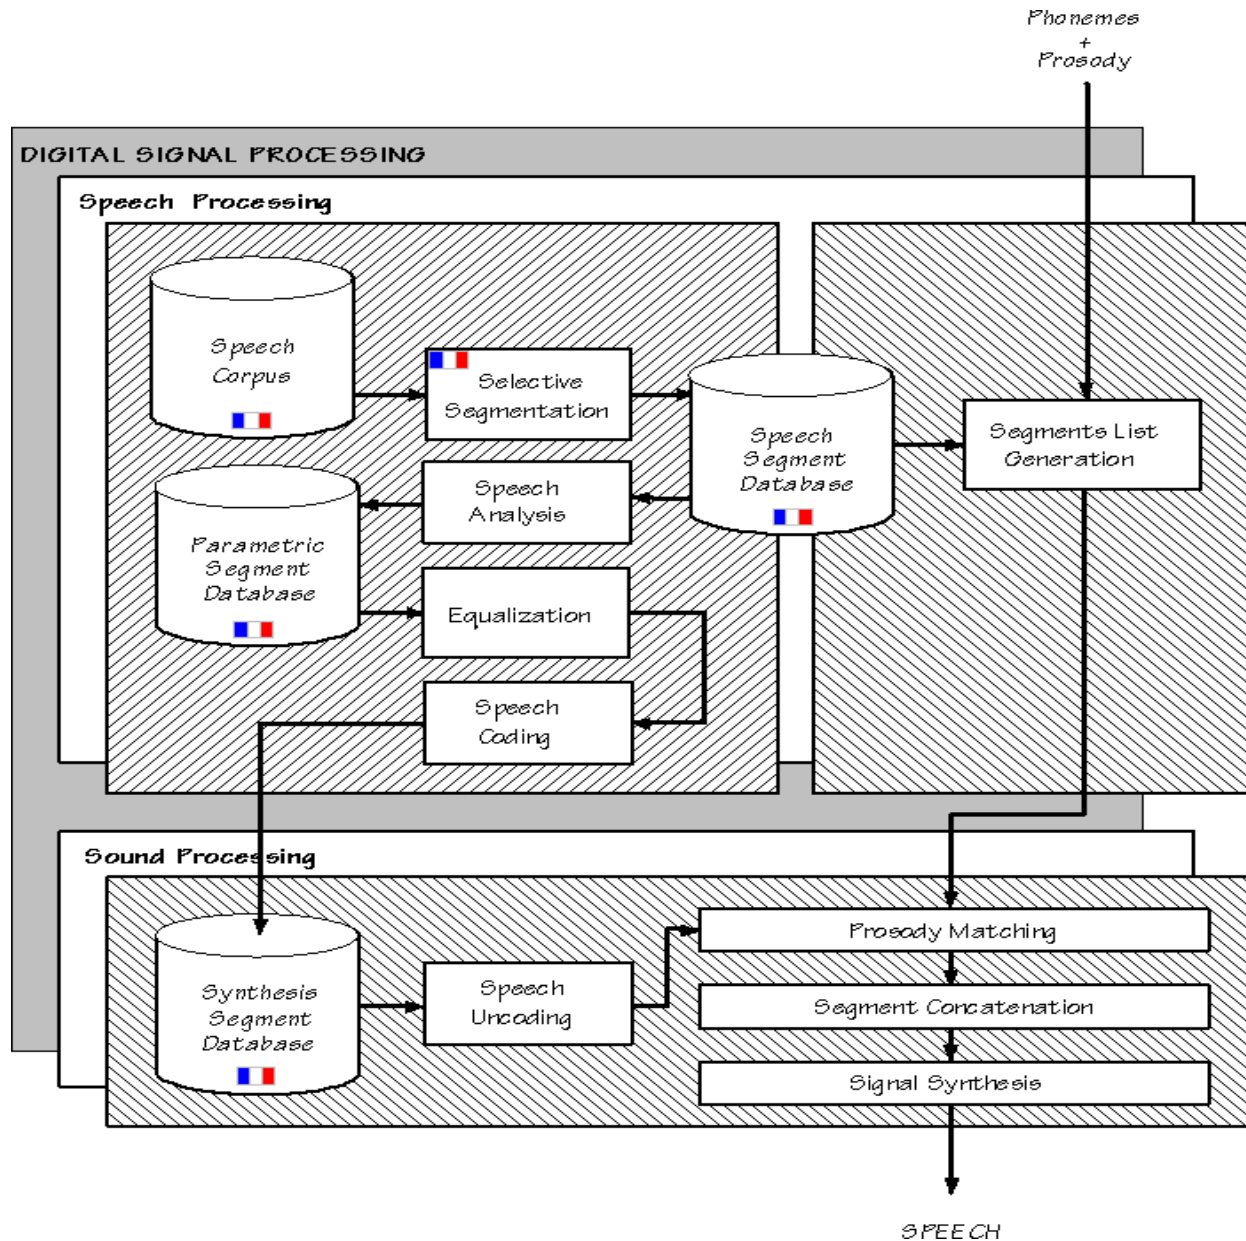 Phonemes
+
Prosody
DIGITAL SIGNAL PROCESSING
Speech Processing
Speech
Corpus
Selective
Segmentation
Speech
Segment
Database
Segments List
Generation
Speech
Analysis
Parametric
Segment
Database
Equalization
Speech
Coding
Sound Processing
Synthesis
Segment
Database
Speech
Uncoding
Prosody Matching
Segment Concatenation
Signal Synthesis
SPEECH